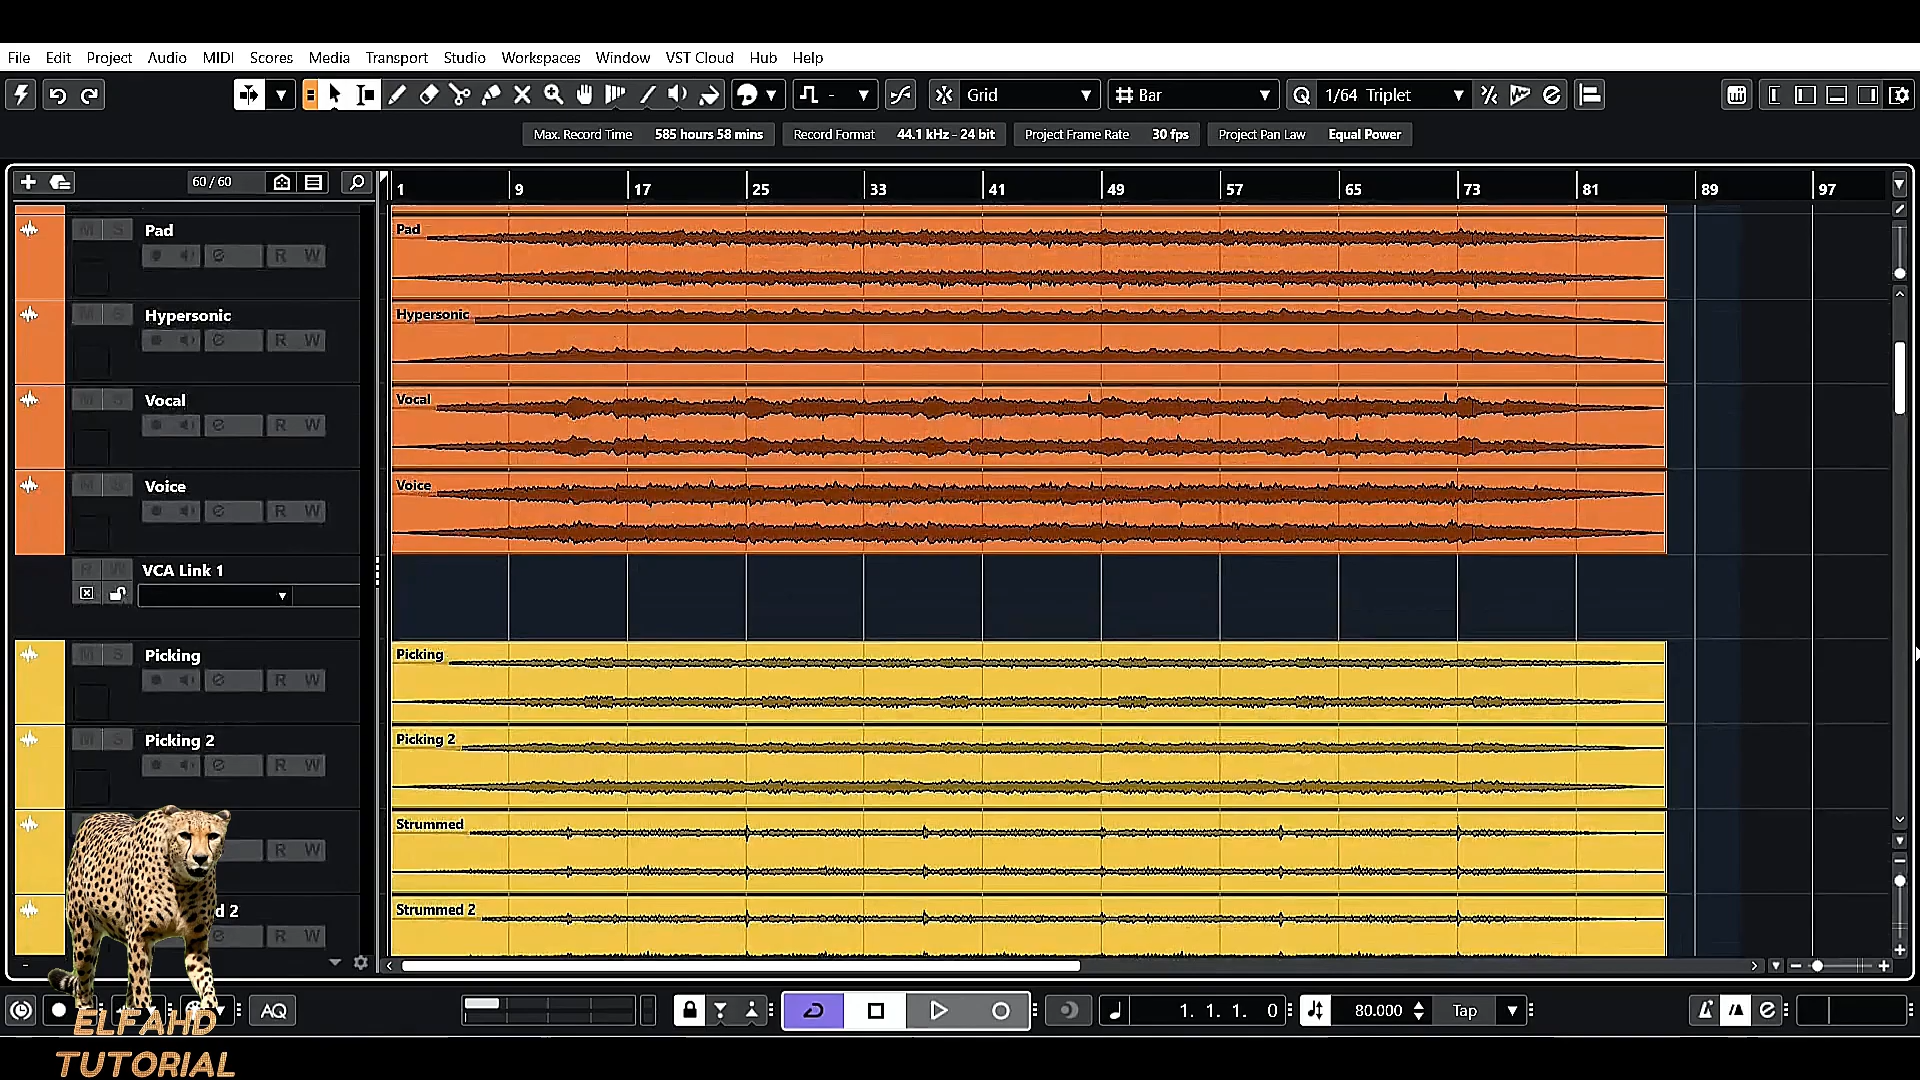 File Edit Project Audio MIDI Scores Media Transport Studio Workspaces Window VST Cloud Hub Help
Grid Bar Q 1/64 Triplet
Max. Record Time 585 hours 58 mins Record Format 44.1 kHz - 24 bit Project Frame Rate 30 fps Project Pan Law Equal Power
60 / 60
1 9 17 25 33 41 49 57 65 73 81 89 97
M S Pad
R W
Pad
M S Hypersonic
R W
Hypersonic
M S Vocal
R W
Vocal
M S Voice
R W
Voice
R W VCA Link 1
M S Picking
R W
Picking
M S Picking 2
R W
Picking 2
R W
Strummed
d 2
R W
Strummed 2
AQ
1. 1. 1. 0
80.000
Tap
ELFAHD
TUTORIAL